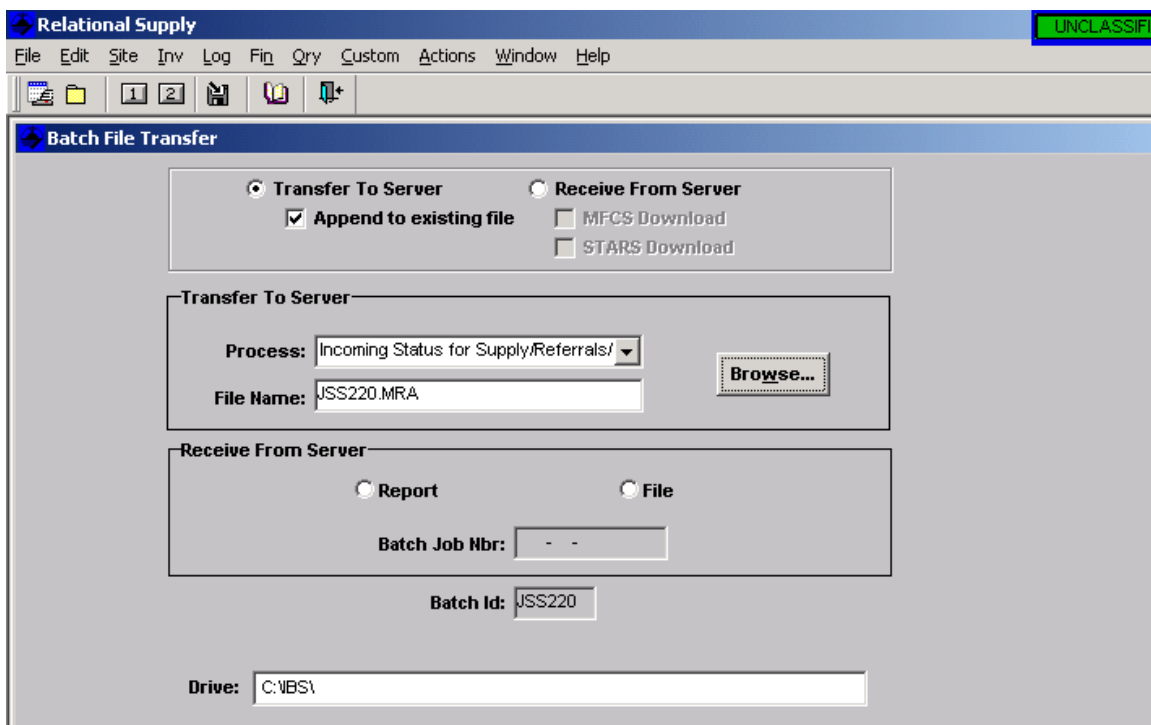 Relational Supply
UNCLASSIFI
File Edit Site Inv Log Fin Qry Custom Actions Window Help
1 2
Batch File Transfer
Transfer To Server Receive From Server
Append to existing file MFCS Download
STARS Download
Transfer To Server
Process: Incoming Status for Supply/Referrals/
Browse...
File Name: JSS220.MRA
Receive From Server
Report File
Batch Job Nbr: - -
Batch Id: JSS220
Drive: C:\IBS\